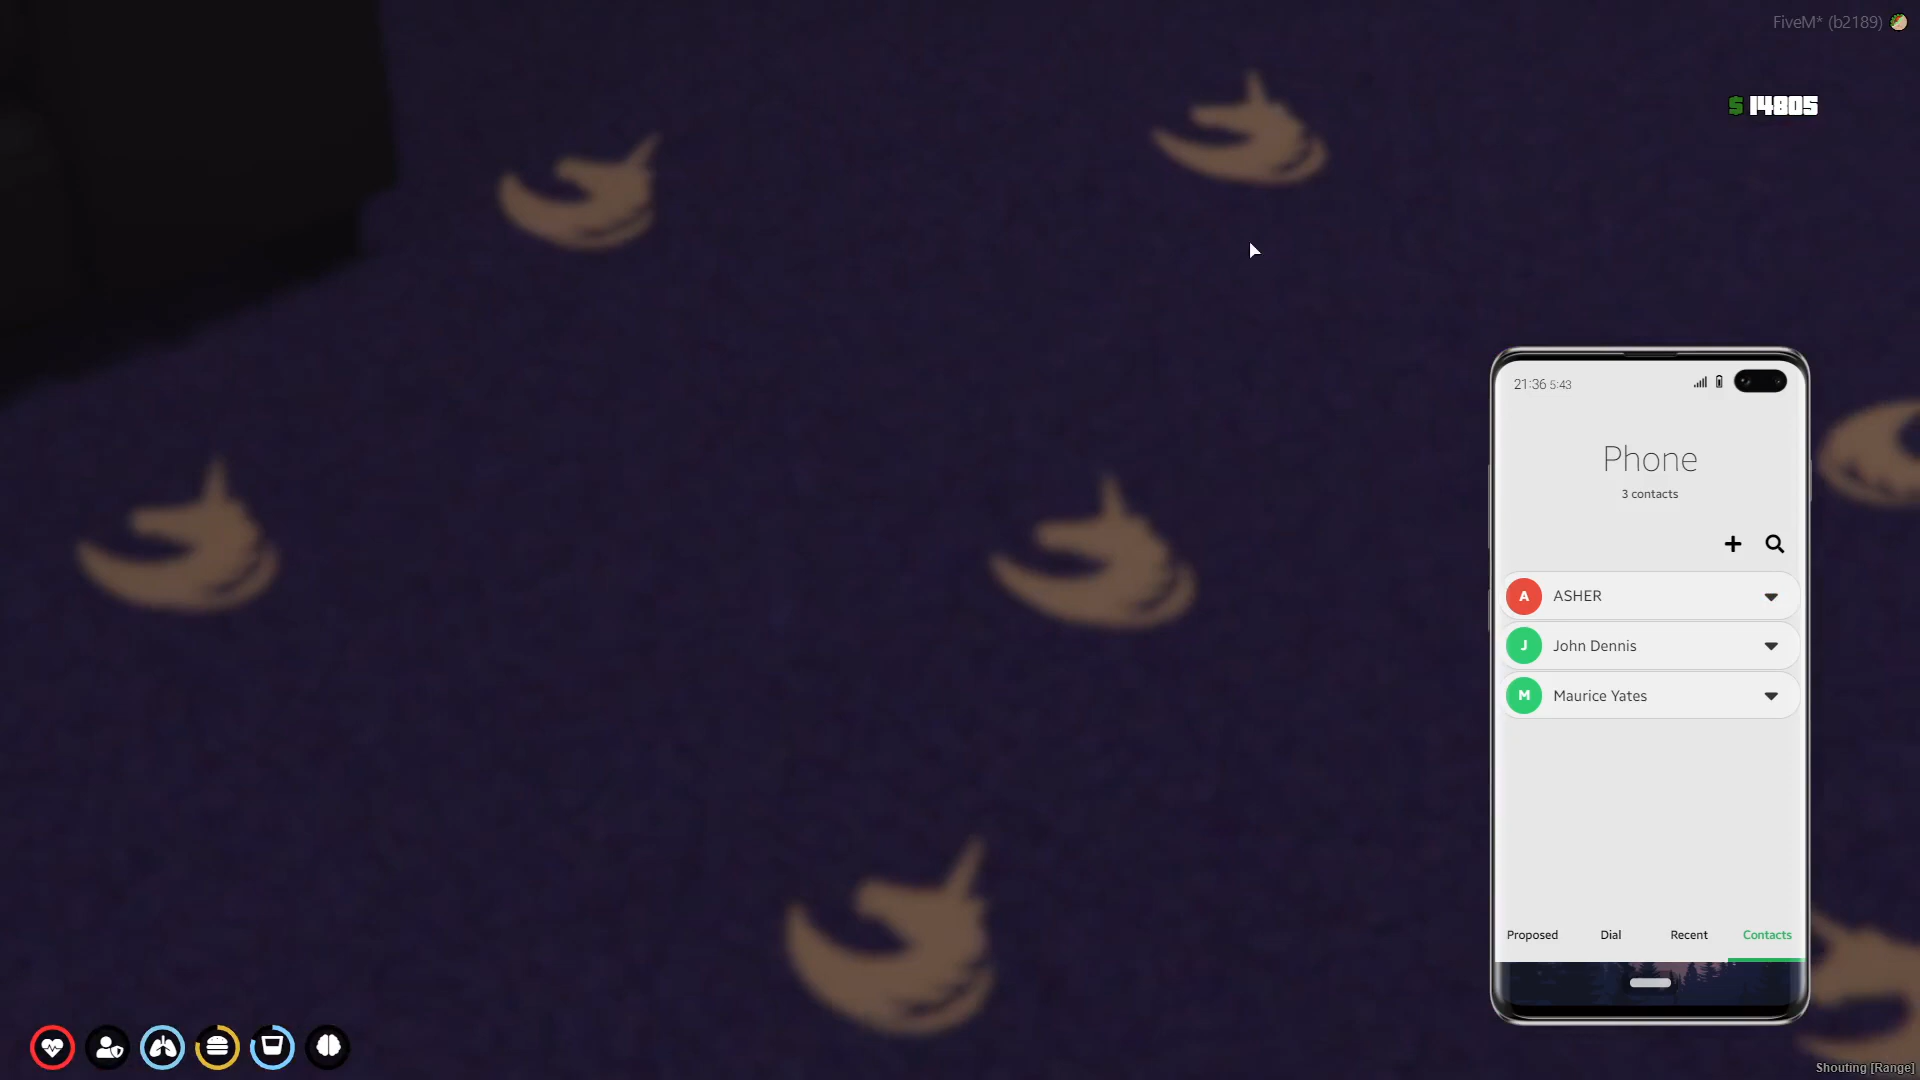 FiveM* (b2189)
$ 14805
21:36 5:43
Phone
3 contacts
A ASHER
J John Dennis
M Maurice Yates
Proposed Dial Recent Contacts
Shouting [Range]